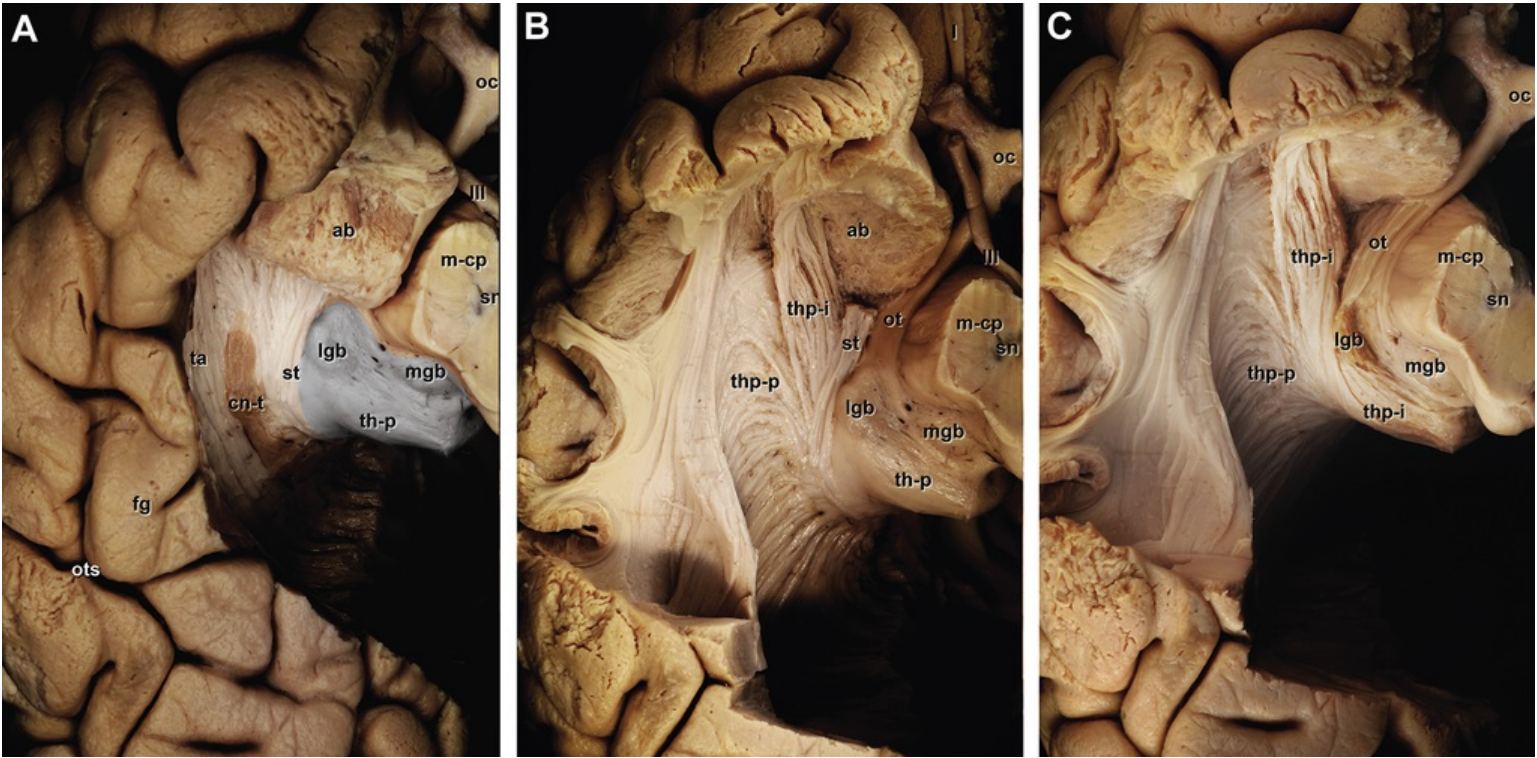 A
oc
III
ab
m-cp
sn
lgb
mgb
ta
st
cn-t
th-p
fg
ots
B
I
oc
ab
III
thp-i
ot
m-cp
st
sn
thp-p
lgb
mgb
th-p
C
oc
ot
thp-i
m-cp
sn
lgb
mgb
thp-p
thp-i